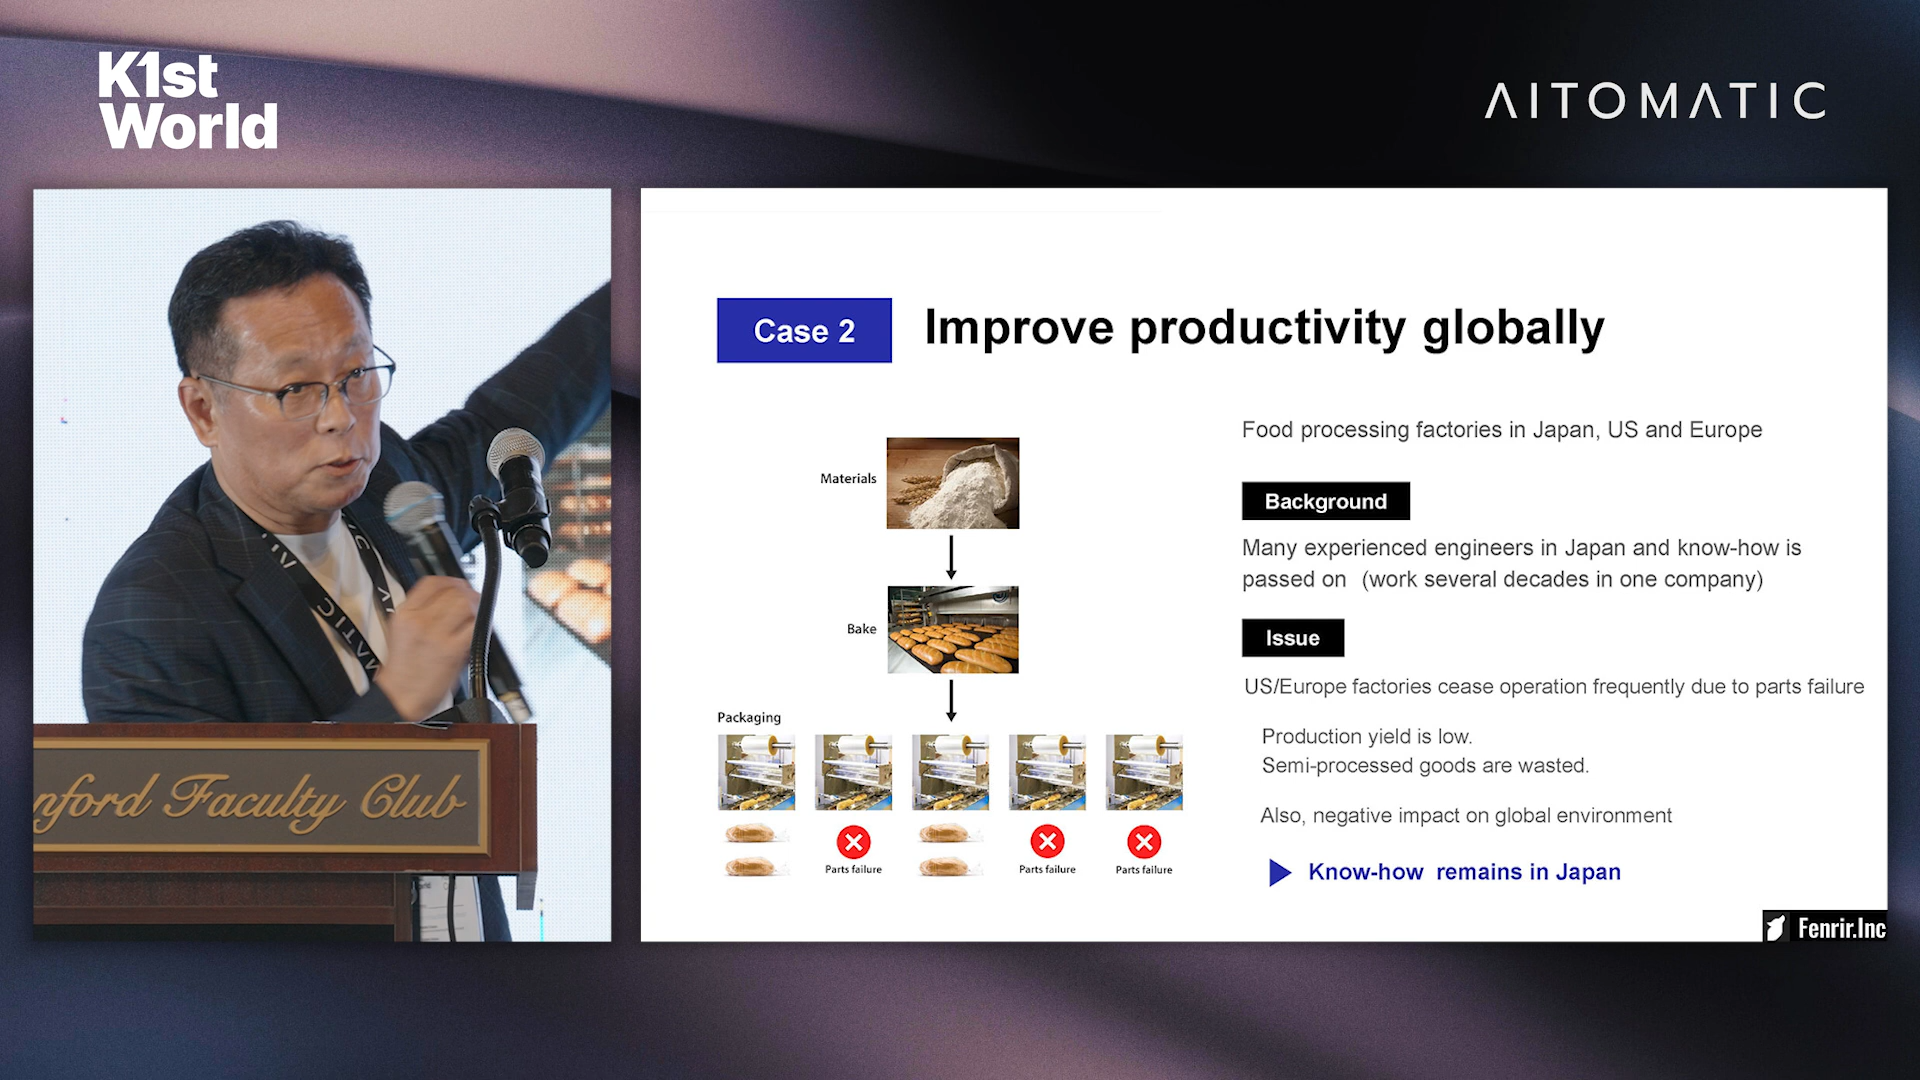 K1st
World
AITOMATIC
Case 2
Improve productivity globally
Materials
Bake
Packaging
Parts failure
Parts failure
Parts failure
Food processing factories in Japan, US and Europe
Background
Many experienced engineers in Japan and know-how is
passed on (work several decades in one company)
Issue
US/Europe factories cease operation frequently due to parts failure
Production yield is low.
Semi-processed goods are wasted.
Also, negative impact on global environment
Know-how remains in Japan
Fenrir.Inc
nford Faculty Club
MATIC